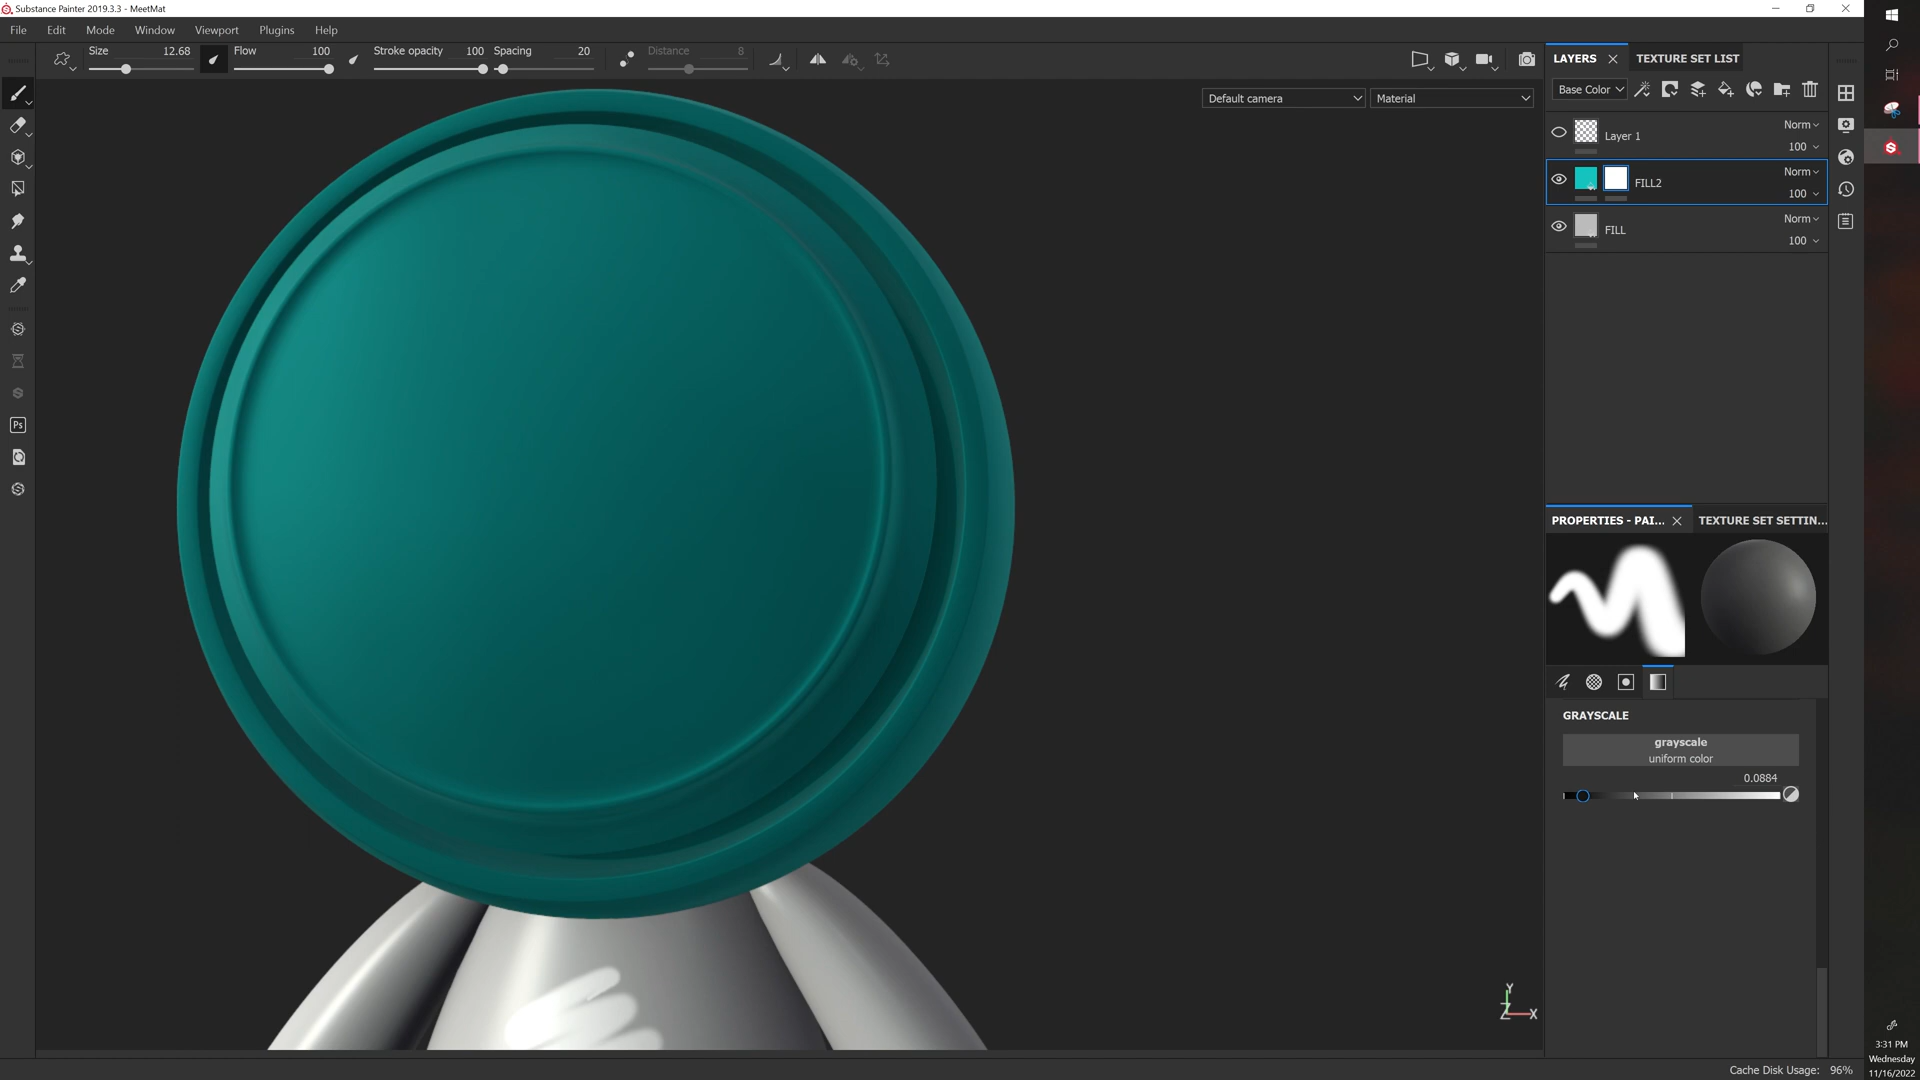 Substance Painter 2019.3.3 - MeetMat
File Edit Mode Window Viewport Plugins Help
Size 12.68 Flow 100 Stroke opacity 100 Spacing 20 Distance 8
LAYERS TEXTURE SET LIST
Base Color
Default camera Material
Layer 1 Norm 100
FILL2 Norm 100
FILL Norm 100
Ps
PROPERTIES - PAI... TEXTURE SET SETTIN...
GRAYSCALE
grayscale
uniform color
0.0884
Y
Z X
3:31 PM
Wednesday
11/16/2022
Cache Disk Usage: 96%